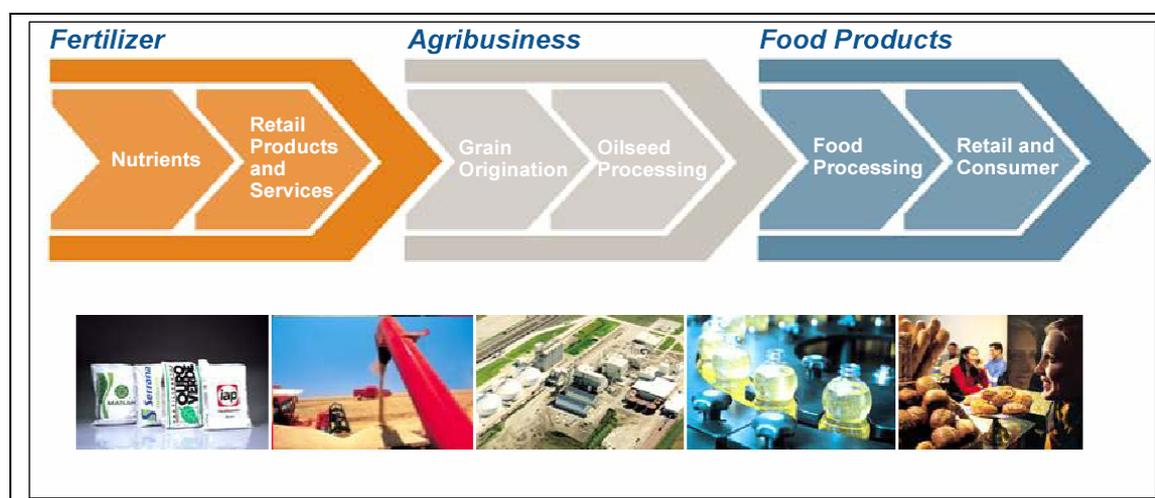 Fertilizer
Agribusiness
Food Products
Nutrients
Retail
Products
and
Services
Grain
Origination
Oilseed
Processing
Food
Processing
Retail and
Consumer
Serrana
OURO
VERDE
iap